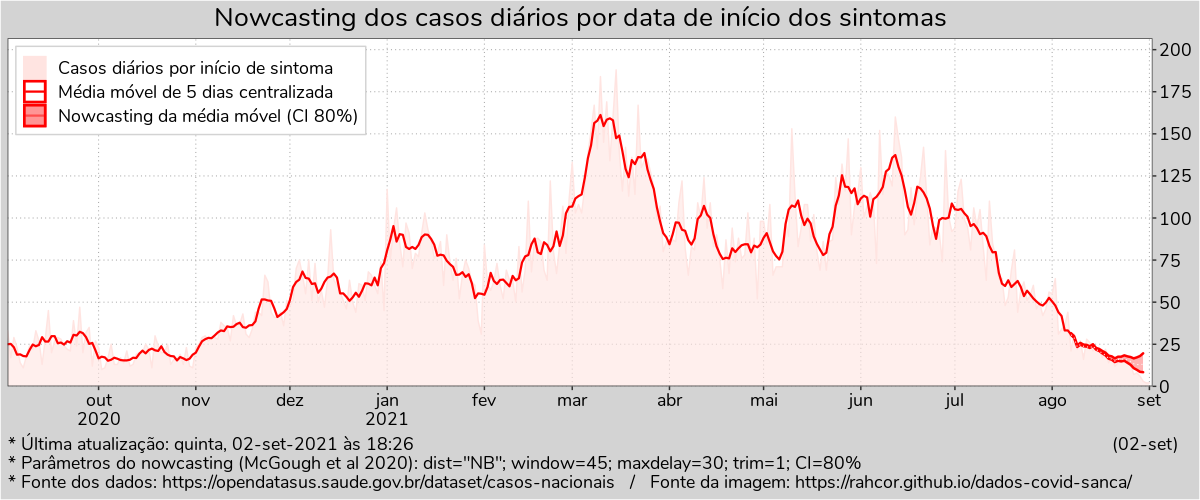 Nowcasting dos casos diários por data de início dos sintomas
Casos diários por início de sintoma
Média móvel de 5 dias centralizada
Nowcasting da média móvel (CI 80%)
200
175
150
125
100
75
50
25
0
out nov dez jan fev mar abr mai jun jul ago set
2020 2021
* Última atualização: quinta, 02-set-2021 às 18:26 (02-set)
* Parâmetros do nowcasting (McGough et al 2020): dist="NB"; window=45; maxdelay=30; trim=1; CI=80%
* Fonte dos dados: https://opendatasus.saude.gov.br/dataset/casos-nacionais / Fonte da imagem: https://rahcor.github.io/dados-covid-sanca/